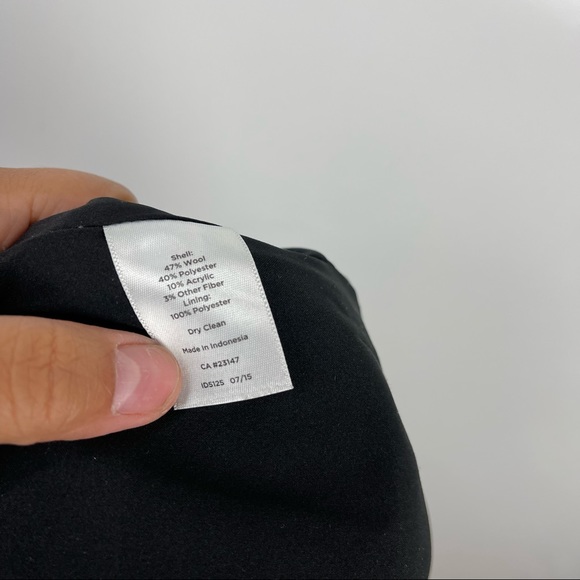 Shell:
47% Wool
40% Polyester
10% Acrylic
3% Other Fiber
Lining:
100% Polyester
Dry Clean
Made in Indonesia
CA #23147
IDS125 07/15